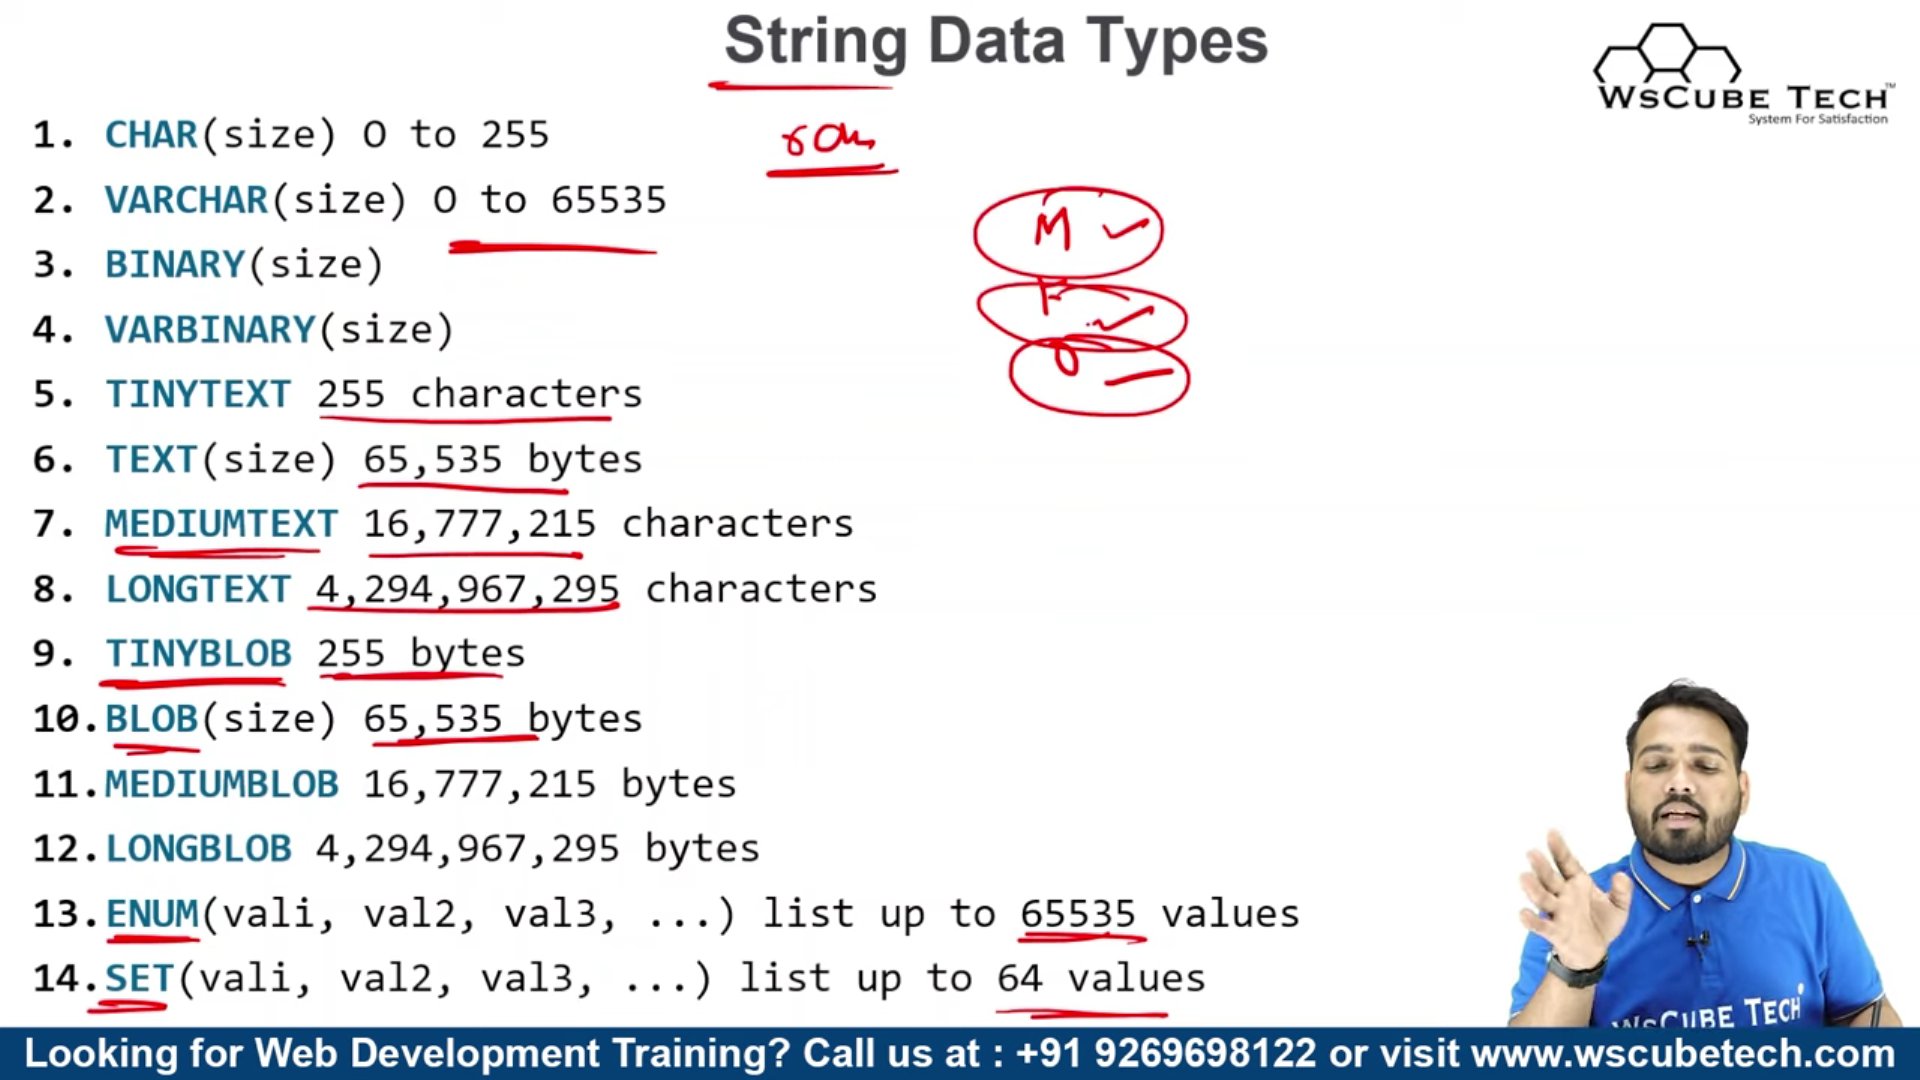 String Data Types
WsCube Tech™
System For Satisfaction
1. CHAR(size) 0 to 255
2. VARCHAR(size) 0 to 65535
3. BINARY(size)
4. VARBINARY(size)
5. TINYTEXT 255 characters
6. TEXT(size) 65,535 bytes
7. MEDIUMTEXT 16,777,215 characters
8. LONGTEXT 4,294,967,295 characters
9. TINYBLOB 255 bytes
10.BLOB(size) 65,535 bytes
11.MEDIUMBLOB 16,777,215 bytes
12.LONGBLOB 4,294,967,295 bytes
13.ENUM(vali, val2, val3, ...) list up to 65535 values
14.SET(vali, val2, val3, ...) list up to 64 values
M
F
O
WsCUBE TECH
Looking for Web Development Training? Call us at : +91 9269698122 or visit www.wscubetech.com